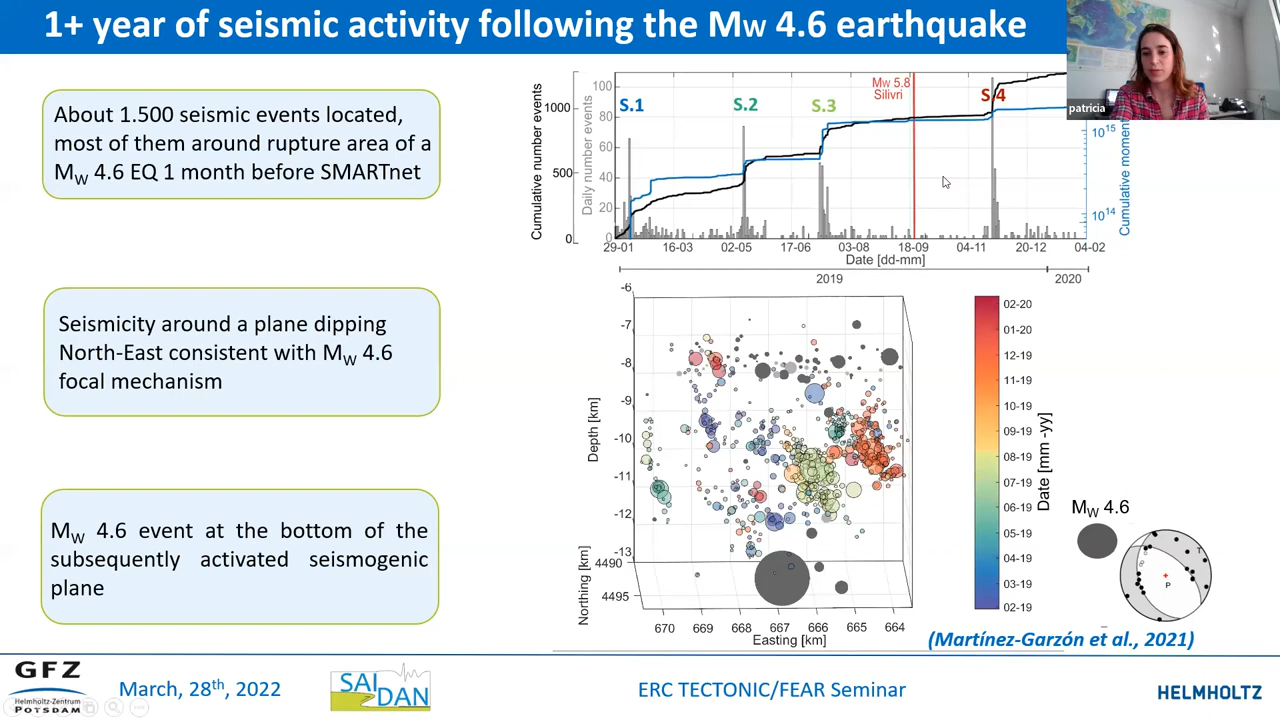 1+ year of seismic activity following the Mw 4.6 earthquake
patricia
About 1.500 seismic events located,
most of them around rupture area of a
MW 4.6 EQ 1 month before SMARTnet
Seismicity around a plane dipping
North-East consistent with MW 4.6
focal mechanism
MW 4.6 event at the bottom of the
subsequently activated seismogenic
plane
Cumulative number events
1000
500
0
Daily number events
100
80
60
40
20
S.1
S.2
S.3
Mw 5.8
Silivri
S.4
10^15
10^14
Cumulative moment
29-01 16-03 02-05 17-06 03-08 18-09 04-11 20-12 04-02
Date [dd-mm]
2019 2020
Depth [km]
-6
-7
-8
-9
-10
-11
-12
-13
Northing [km]
4490
4495
670 669 668 667 666 665 664
Easting [km]
02-20
01-20
12-19
11-19
10-19
09-19
08-19
07-19
06-19
05-19
04-19
03-19
02-19
Date [mm -yy]
MW 4.6
T
P
(Martínez-Garzón et al., 2021)
GFZ
Helmholtz-Zentrum
POTSDAM
March, 28th, 2022
SAIDAN
ERC TECTONIC/FEAR Seminar
HELMHOLTZ